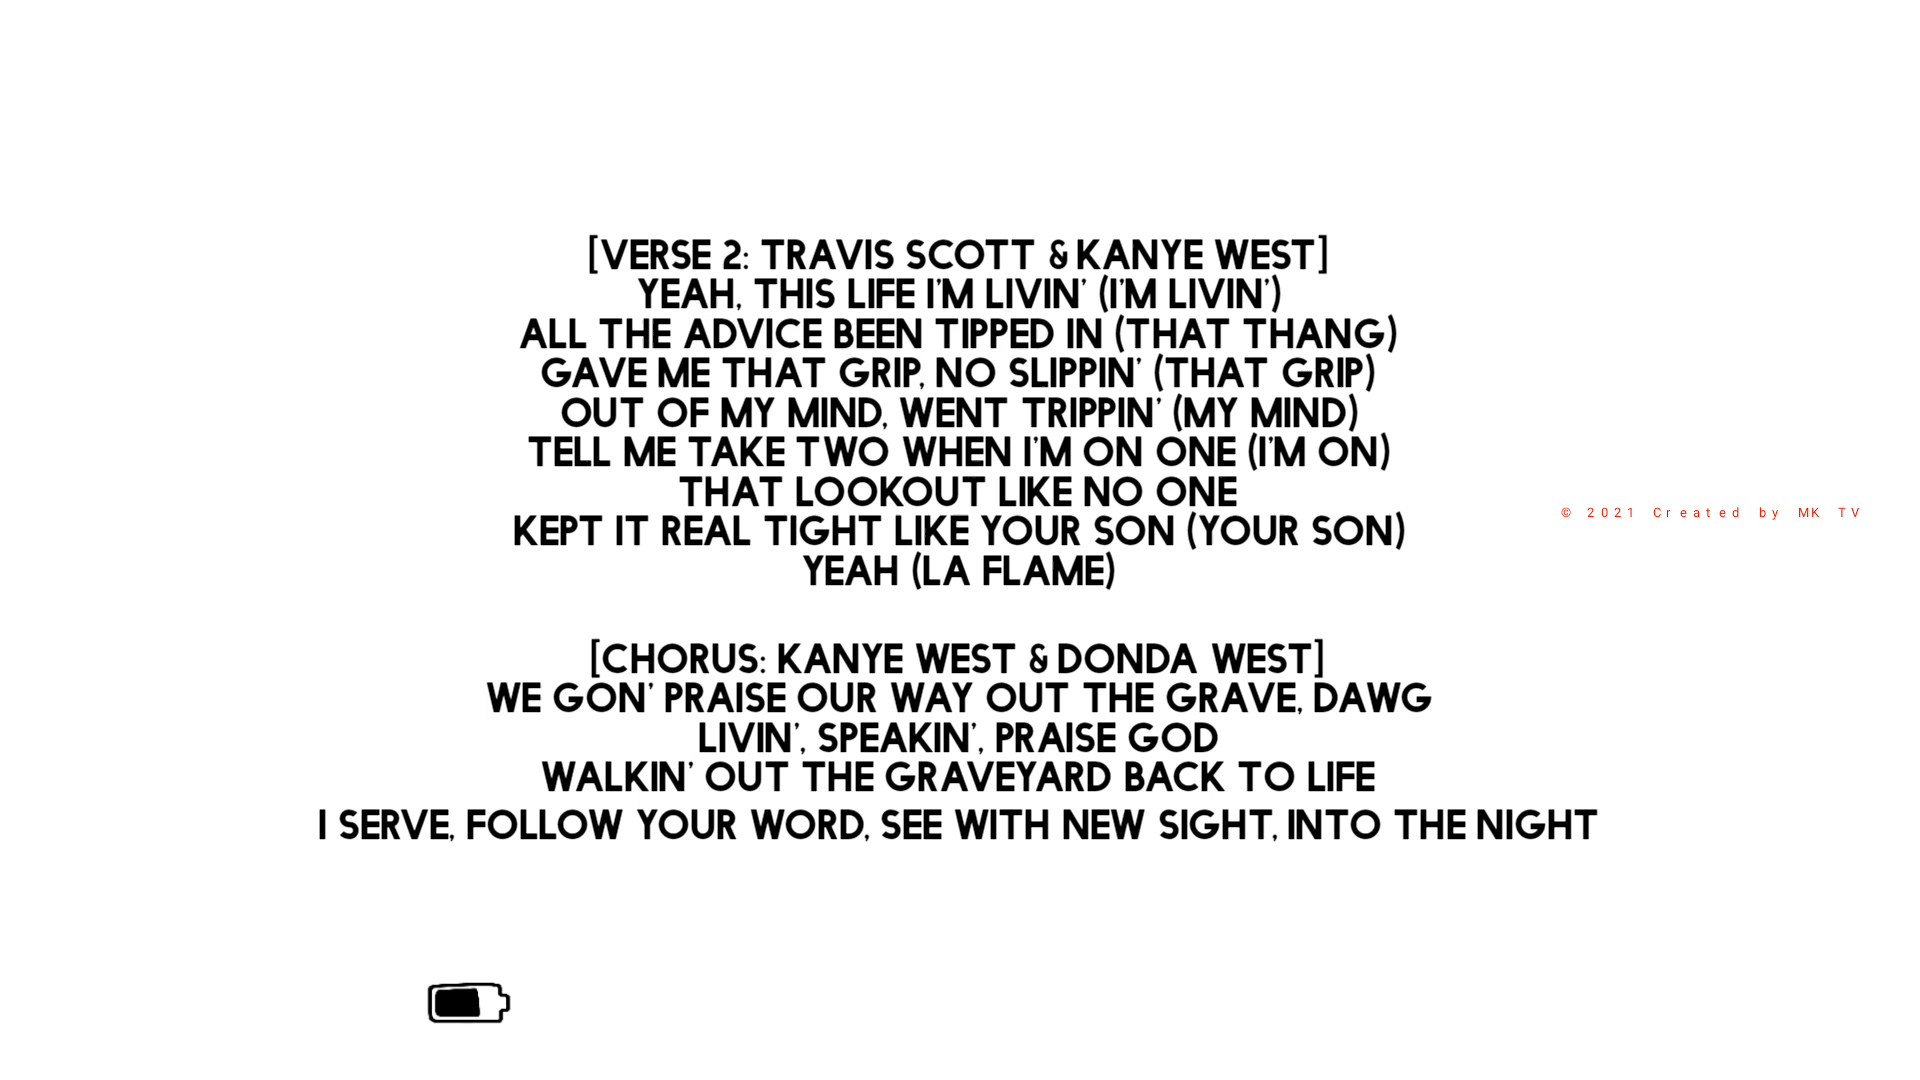 [VERSE 2: TRAVIS SCOTT & KANYE WEST]
YEAH, THIS LIFE I'M LIVIN' (I'M LIVIN')
ALL THE ADVICE BEEN TIPPED IN (THAT THANG)
GAVE ME THAT GRIP, NO SLIPPIN' (THAT GRIP)
OUT OF MY MIND, WENT TRIPPIN' (MY MIND)
TELL ME TAKE TWO WHEN I'M ON ONE (I'M ON)
THAT LOOKOUT LIKE NO ONE
KEPT IT REAL TIGHT LIKE YOUR SON (YOUR SON)
YEAH (LA FLAME)
[CHORUS: KANYE WEST & DONDA WEST]
WE GON' PRAISE OUR WAY OUT THE GRAVE, DAWG
LIVIN', SPEAKIN', PRAISE GOD
WALKIN' OUT THE GRAVEYARD BACK TO LIFE
I SERVE, FOLLOW YOUR WORD, SEE WITH NEW SIGHT, INTO THE NIGHT
© 2021 Created by MK TV